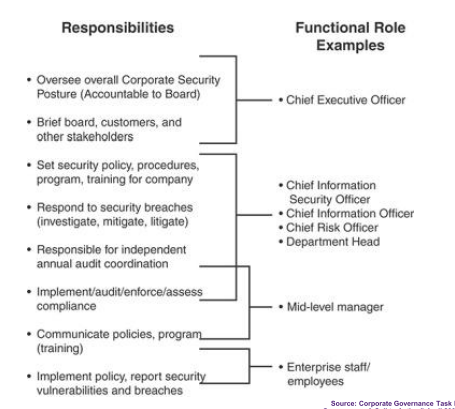 Responsibilities
Functional Role
Examples
• Oversee overall Corporate Security
Posture (Accountable to Board)
• Brief board, customers, and
other stakeholders
• Chief Executive Officer
• Set security policy, procedures,
program, training for company
• Respond to security breaches
(investigate, mitigate, litigate)
• Responsible for independent
annual audit coordination
• Implement/audit/enforce/assess
compliance
• Chief Information
Security Officer
• Chief Information Officer
• Chief Risk Officer
• Department Head
• Communicate policies, program
(training)
• Mid-level manager
• Implement policy, report security
vulnerabilities and breaches
• Enterprise staff/
employees
Source: Corporate Governance Task